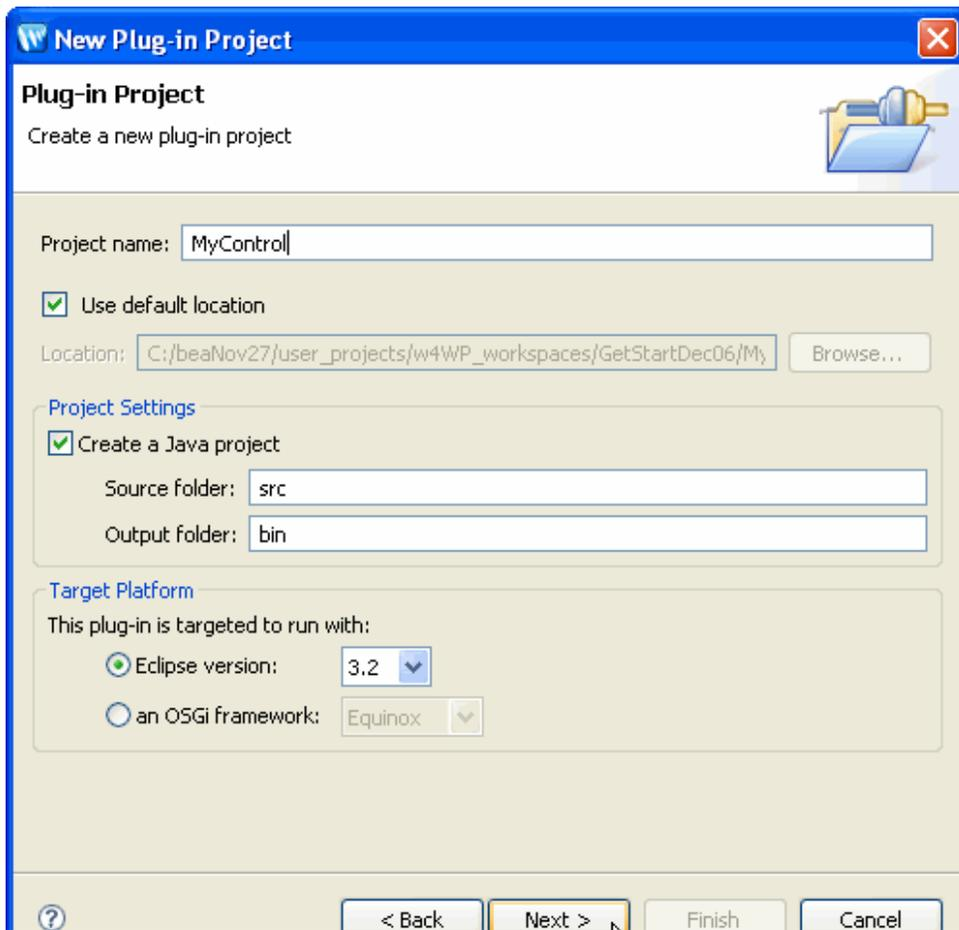 New Plug-in Project
Plug-in Project
Create a new plug-in project
Project name: MyControl
Use default location
Location: C:/beaNov27/user_projects/w4WP_workspaces/GetStartDec06/My Browse...
Project Settings
Create a Java project
Source folder: src
Output folder: bin
Target Platform
This plug-in is targeted to run with:
Eclipse version: 3.2
an OSGi framework: Equinox
? < Back Next > Finish Cancel